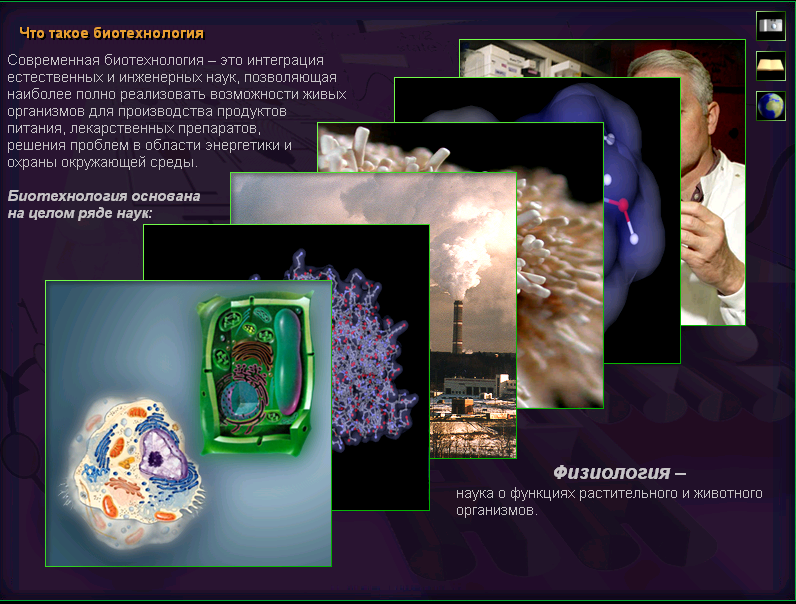 Что такое биотехнология
Современная биотехнология – это интеграция
естественных и инженерных наук, позволяющая
наиболее полно реализовать возможности живых
организмов для производства продуктов
питания, лекарственных препаратов,
решения проблем в области энергетики и
охраны окружающей среды.
Биотехнология основана
на целом ряде наук:
Физиология –
наука о функциях растительного и животного
организмов.